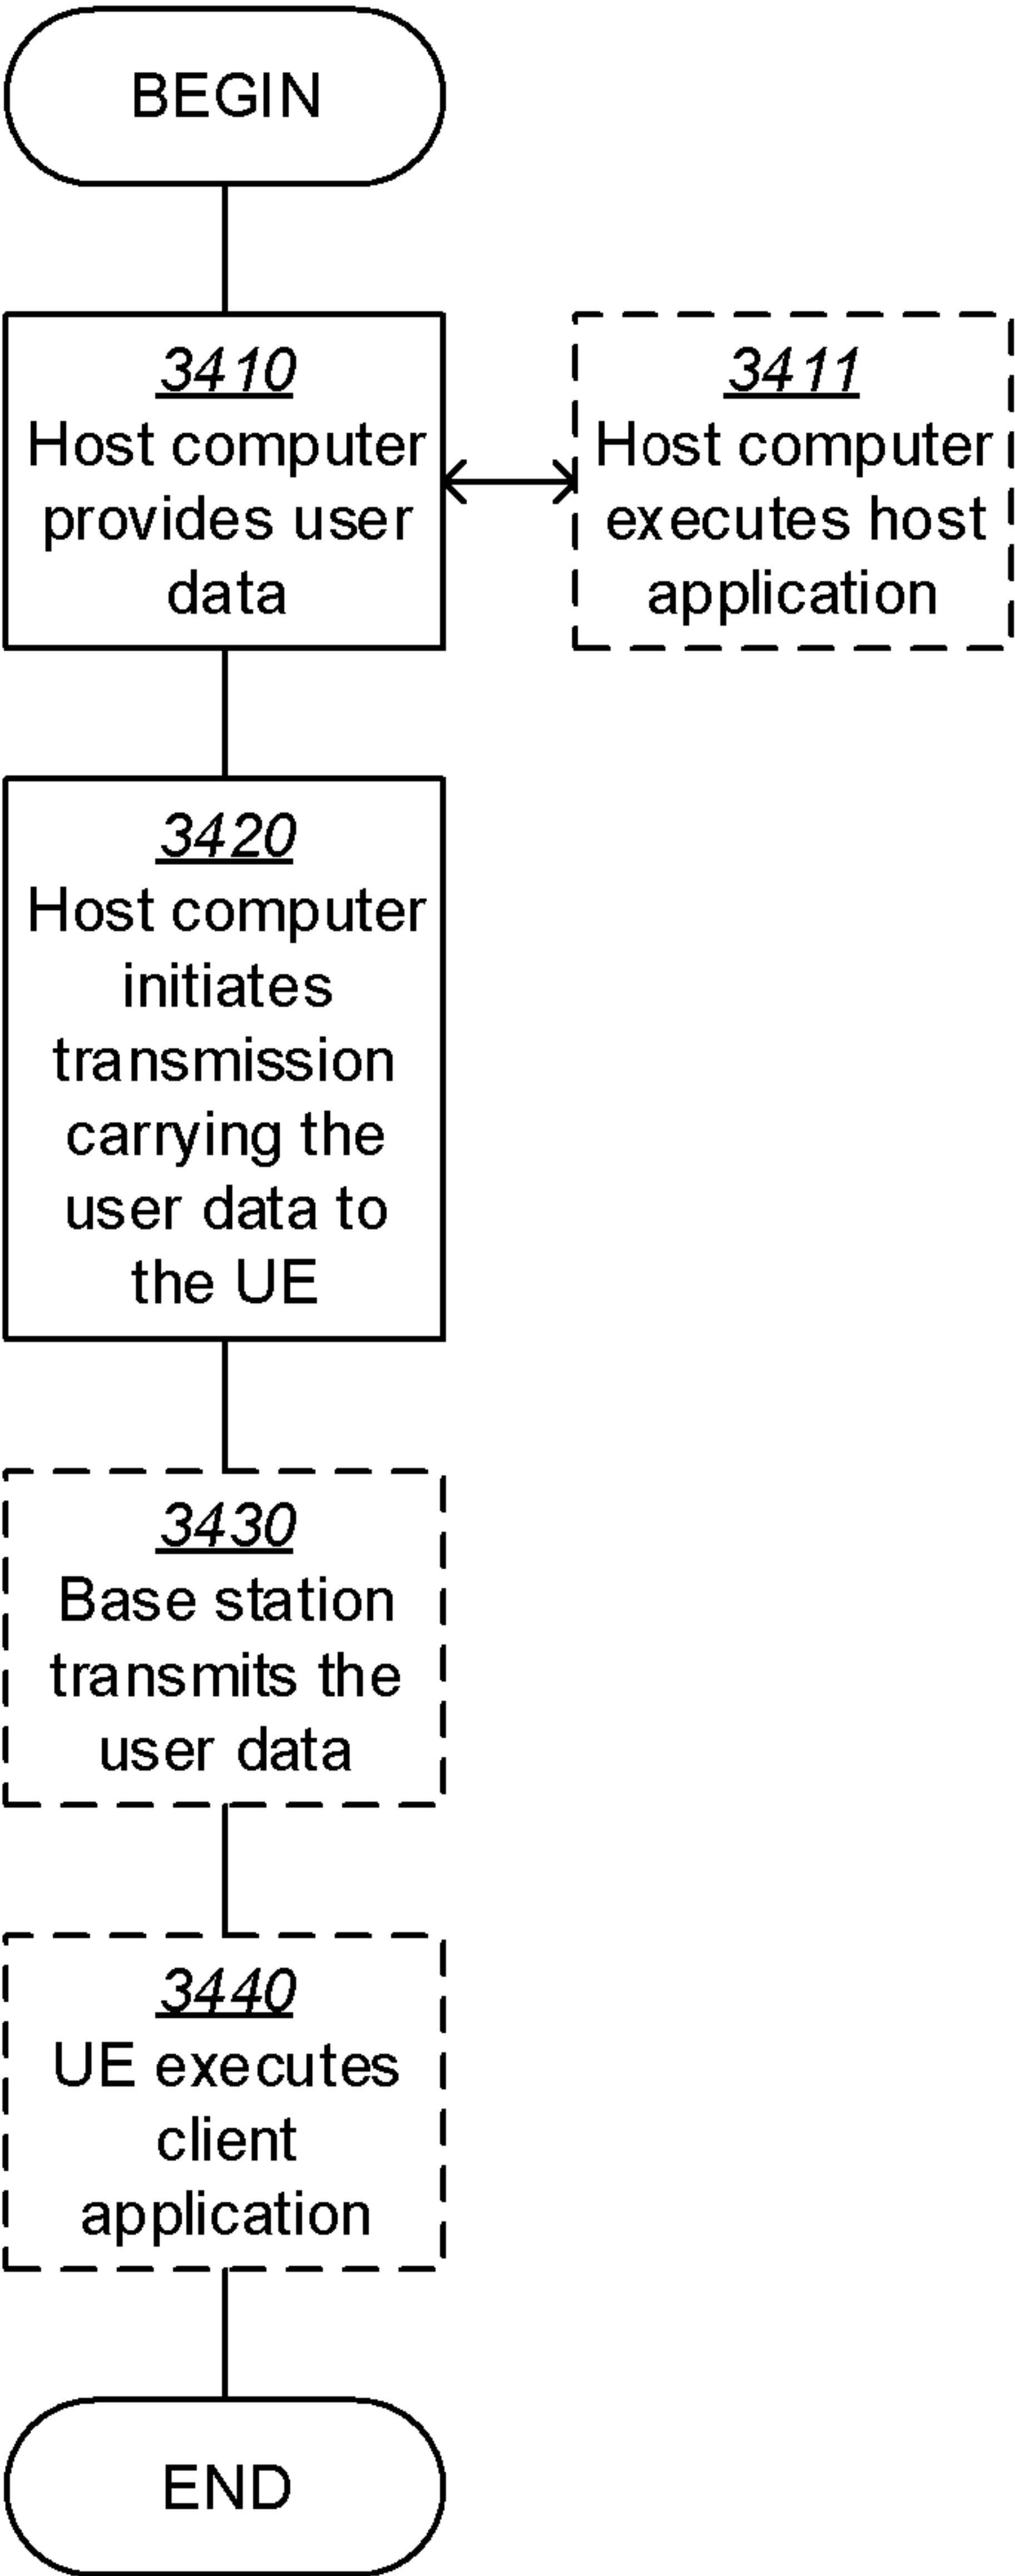 BEGIN
3410
Host computer
provides user
data
3411
Host computer
executes host
application
3420
Host computer
initiates
transmission
carrying the
user data to
the UE
3430
Base station
transmits the
user data
3440
UE executes
client
application
END